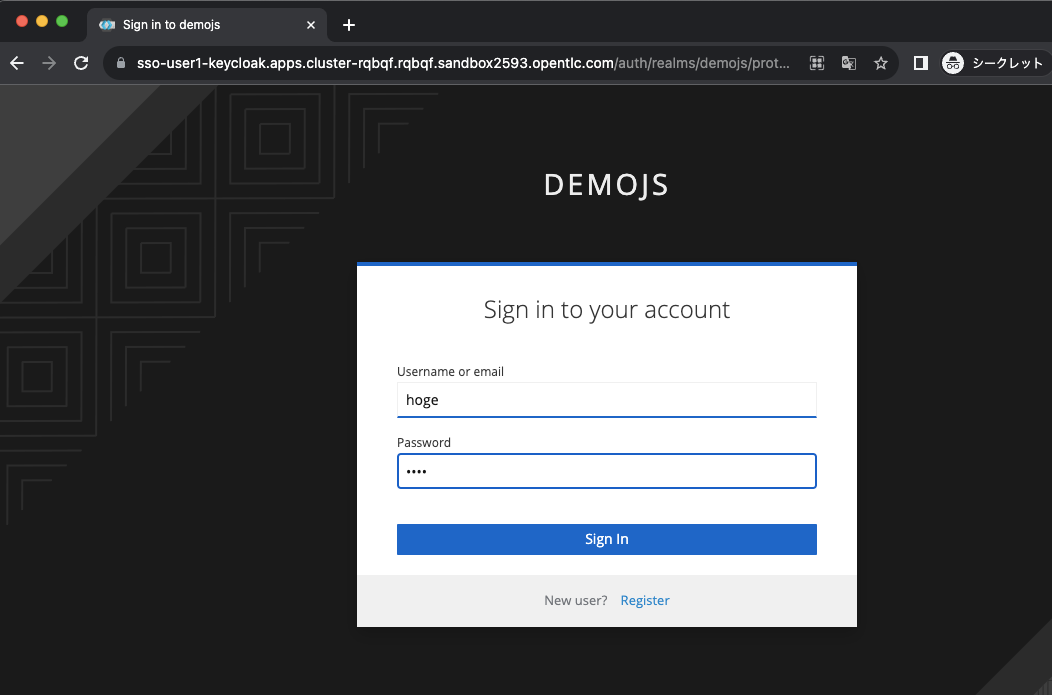 Sign in to demojs
sso-user1-keycloak.apps.cluster-rqbqf.rqbqf.sandbox2593.opentlc.com/auth/realms/demojs/prot...
シークレット
DEMOJS
Sign in to your account
Username or email
hoge
Password
••••
Sign In
New user? Register